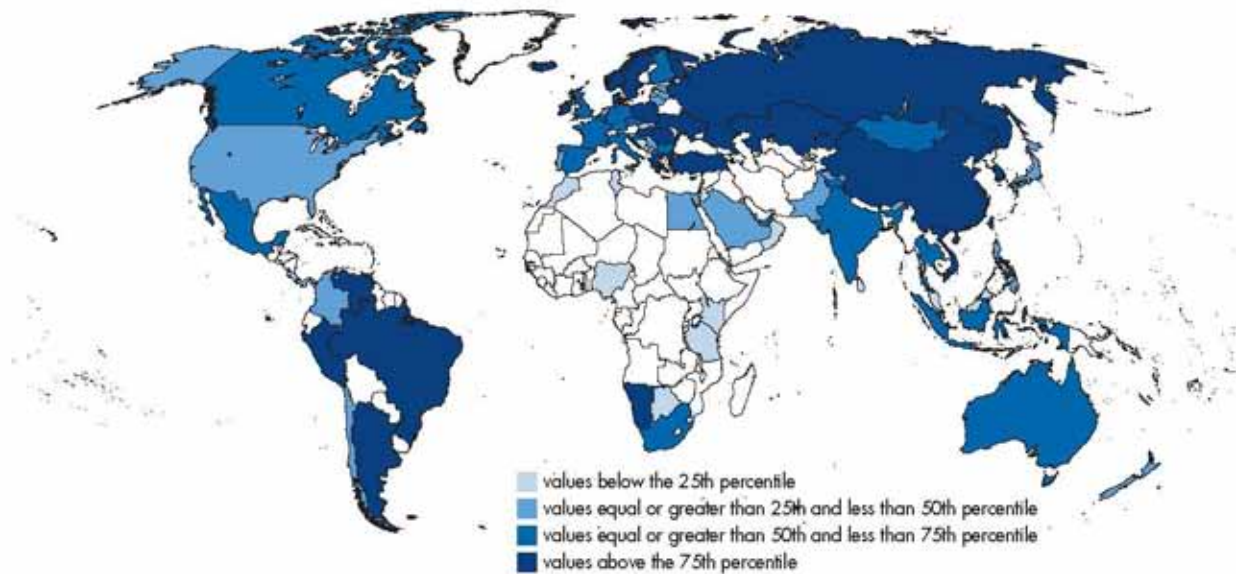 values below the 25th percentile
values equal or greater than 25th and less than 50th percentile
values equal or greater than 50th and less than 75th percentile
values above the 75th percentile